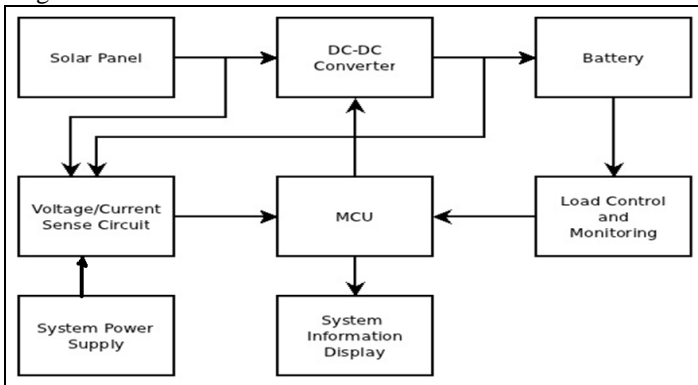 Solar Panel
DC-DC
Converter
Battery
Voltage/Current
Sense Circuit
MCU
Load Control
and
Monitoring
System Power
Supply
System
Information
Display